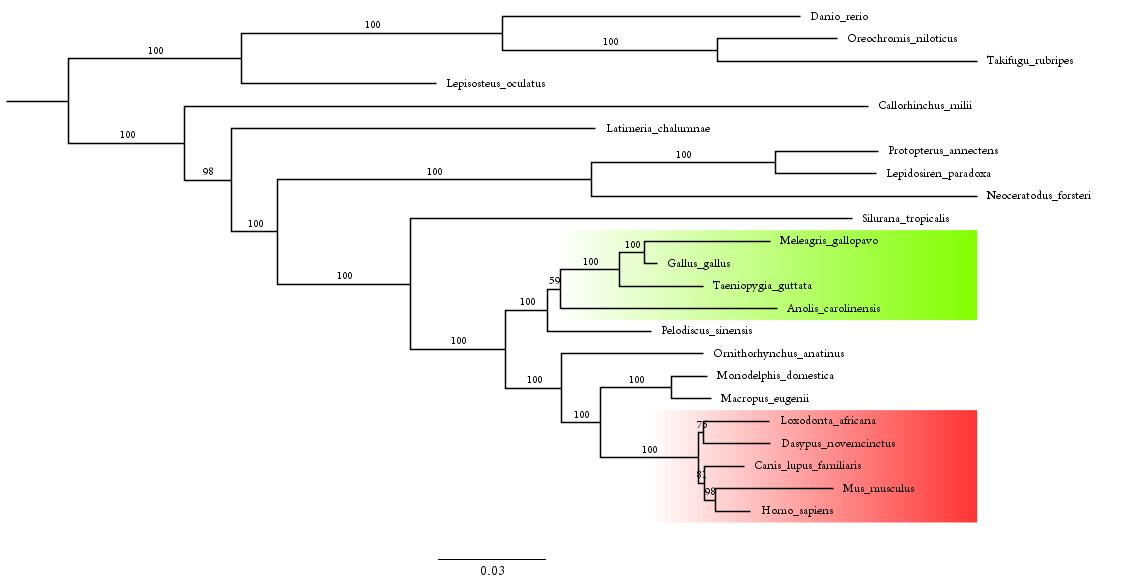 Danio_rerio
100
Oreochromis_niloticus
100
100
Takifugu_rubripes
Lepisosteus_oculatus
Callorhinchus_milii
100
Latimeria_chalumnae
Protopterus_annectens
100
98
100
Lepidosiren_paradoxa
Neoceratodus_forsteri
Silurana_tropicalis
100
Meleagris_gallopavo
100
Gallus_gallus
100
100
59
Taeniopygia_guttata
100
Anolis_carolinensis
Pelodiscus_sinensis
100
Ornithorhynchus_anatinus
100
100
Monodelphis_domestica
Macropus_eugenii
100
Loxodonta_africana
Dasypus_novemcinctus
100
Canis_lupus_familiaris
81
98
Mus_musculus
Homo_sapiens
0.03